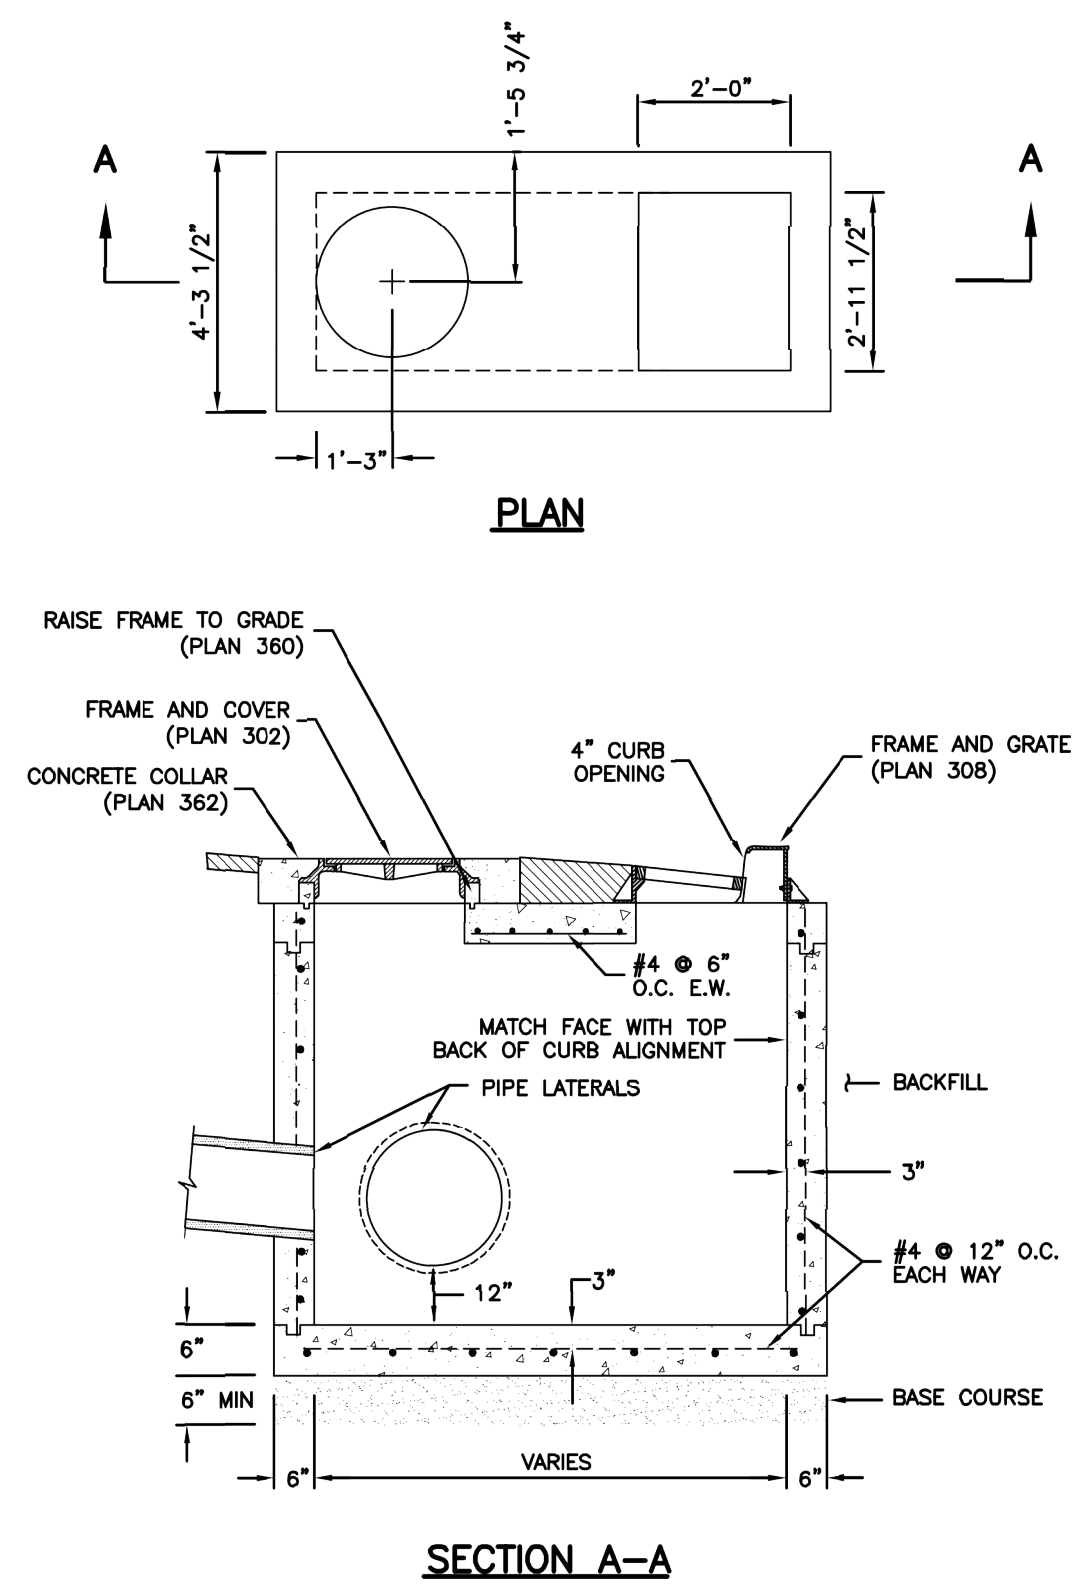 1'-5 3/4"
2'-0"
A
A
4'-3 1/2"
2'-11 1/2"
1'-3"
PLAN
RAISE FRAME TO GRADE
(PLAN 360)
FRAME AND COVER
(PLAN 302)
CONCRETE COLLAR
(PLAN 362)
4" CURB
OPENING
FRAME AND GRATE
(PLAN 308)
#4 @ 6"
O.C. E.W.
MATCH FACE WITH TOP
BACK OF CURB ALIGNMENT
PIPE LATERALS
BACKFILL
3"
#4 @ 12" O.C.
EACH WAY
12"
3"
6"
6" MIN
BASE COURSE
VARIES
6"
6"
SECTION A-A